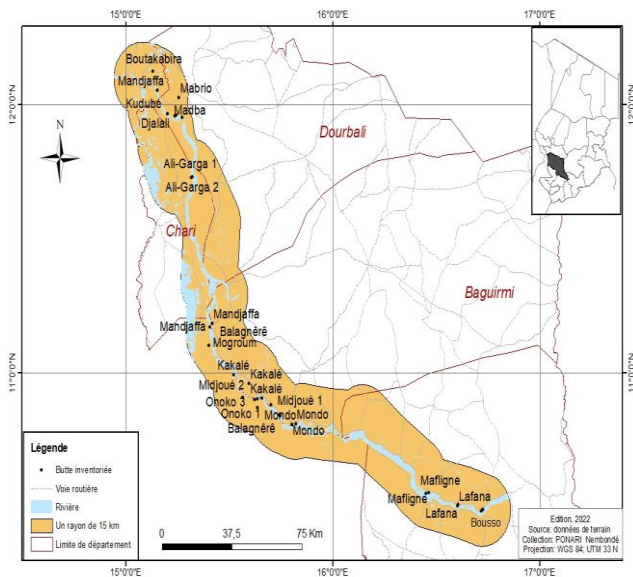 15°0'0"E 16°0'0"E 17°0'0"E
Boutakabira
Mandjaffa
Mabrio
Kudubé
Madba
Djalali
12°0'0"N
12°0'0"N
N
Dourbali
Ali-Garga 1
Ali-Garga 2
Chari
Baguirmi
Mandjaffa
Mandjaffa
Balagnêrê
Mogroum
11°0'0"N
11°0'0"N
Kakalé
Kakalé
Midjoué 2
Kakalé
Onoko 3
Midjoué 1
Onoko 1
Mondo
Mondo
Balagnêrê
Mondo
Mafligne
Mafligne
Lafana
Lafana
Bousso
Légende
Butte inventoriée
Voie routière
Rivière
Un rayon de 15 km
Limite de département
0 37,5 75 Km
Edition, 2022
Source: données de terrain
Collection: PONARI Nembondé
Projection: WGS 84; UTM 33 N
15°0'0"E 16°0'0"E 17°0'0"E